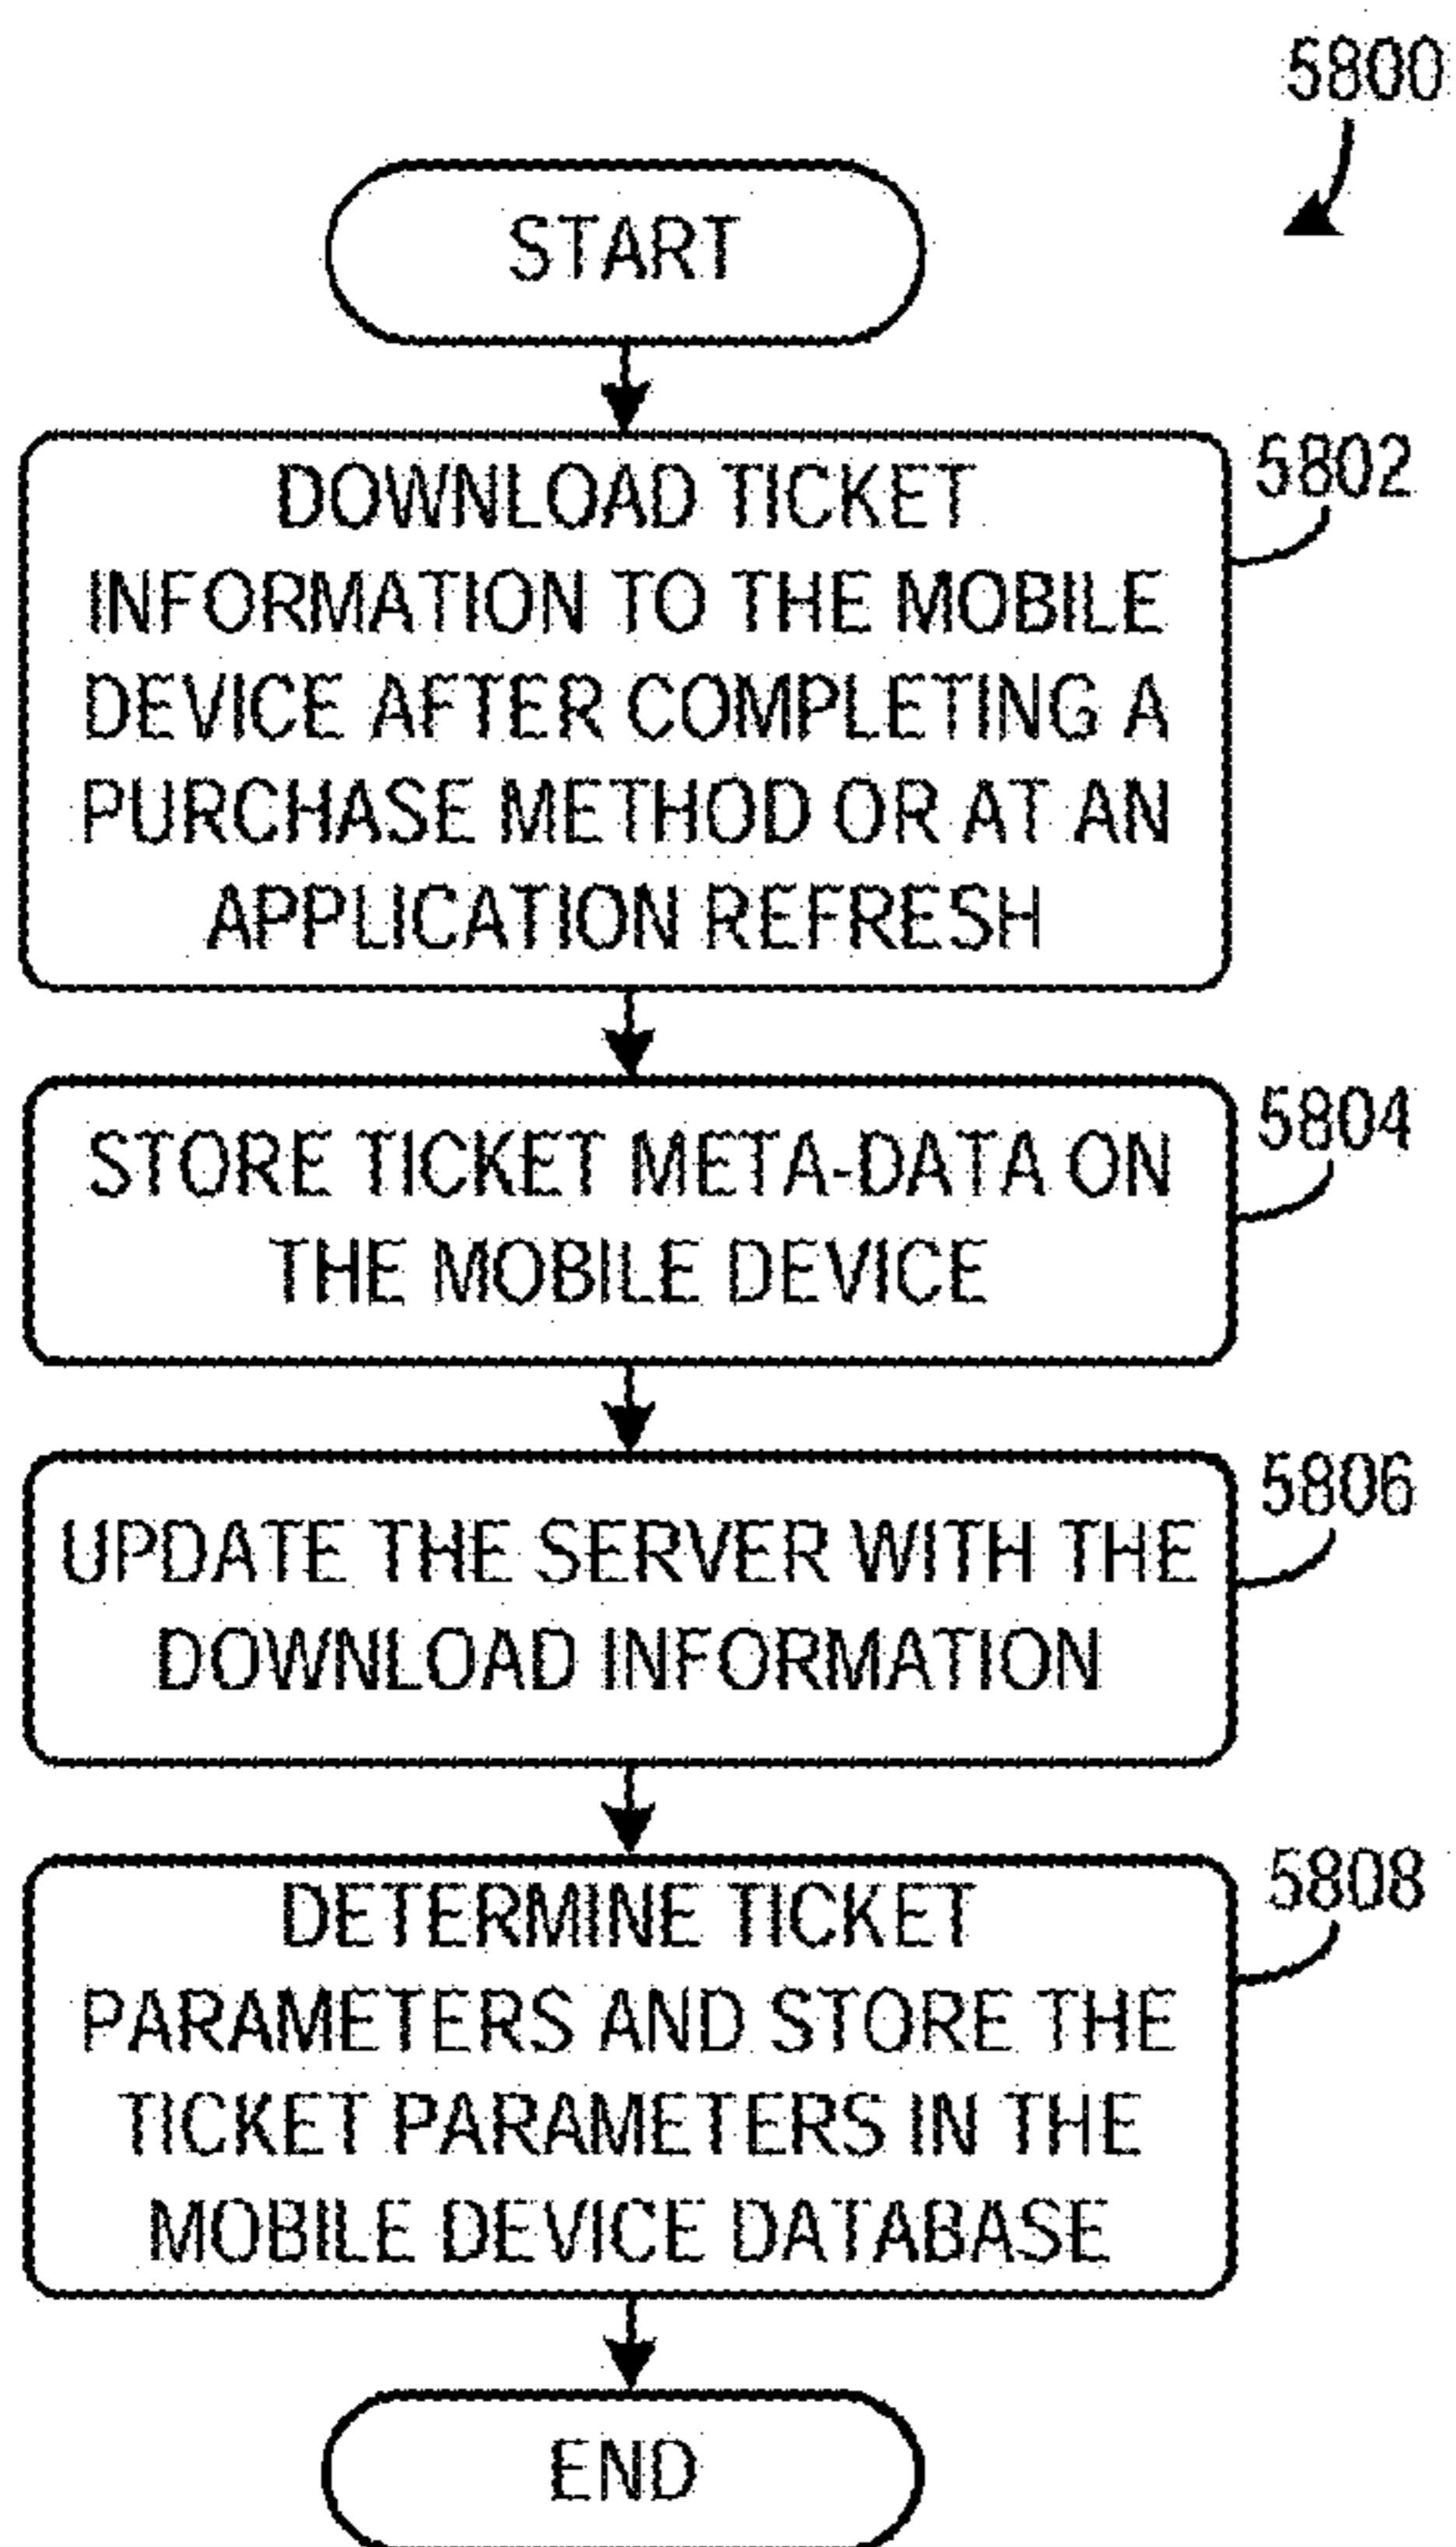 5800
START
5802
DOWNLOAD TICKET
INFORMATION TO THE MOBILE
DEVICE AFTER COMPLETING A
PURCHASE METHOD OR AT AN
APPLICATION REFRESH
5804
STORE TICKET META-DATA ON
THE MOBILE DEVICE
5806
UPDATE THE SERVER WITH THE
DOWNLOAD INFORMATION
5808
DETERMINE TICKET
PARAMETERS AND STORE THE
TICKET PARAMETERS IN THE
MOBILE DEVICE DATABASE
END